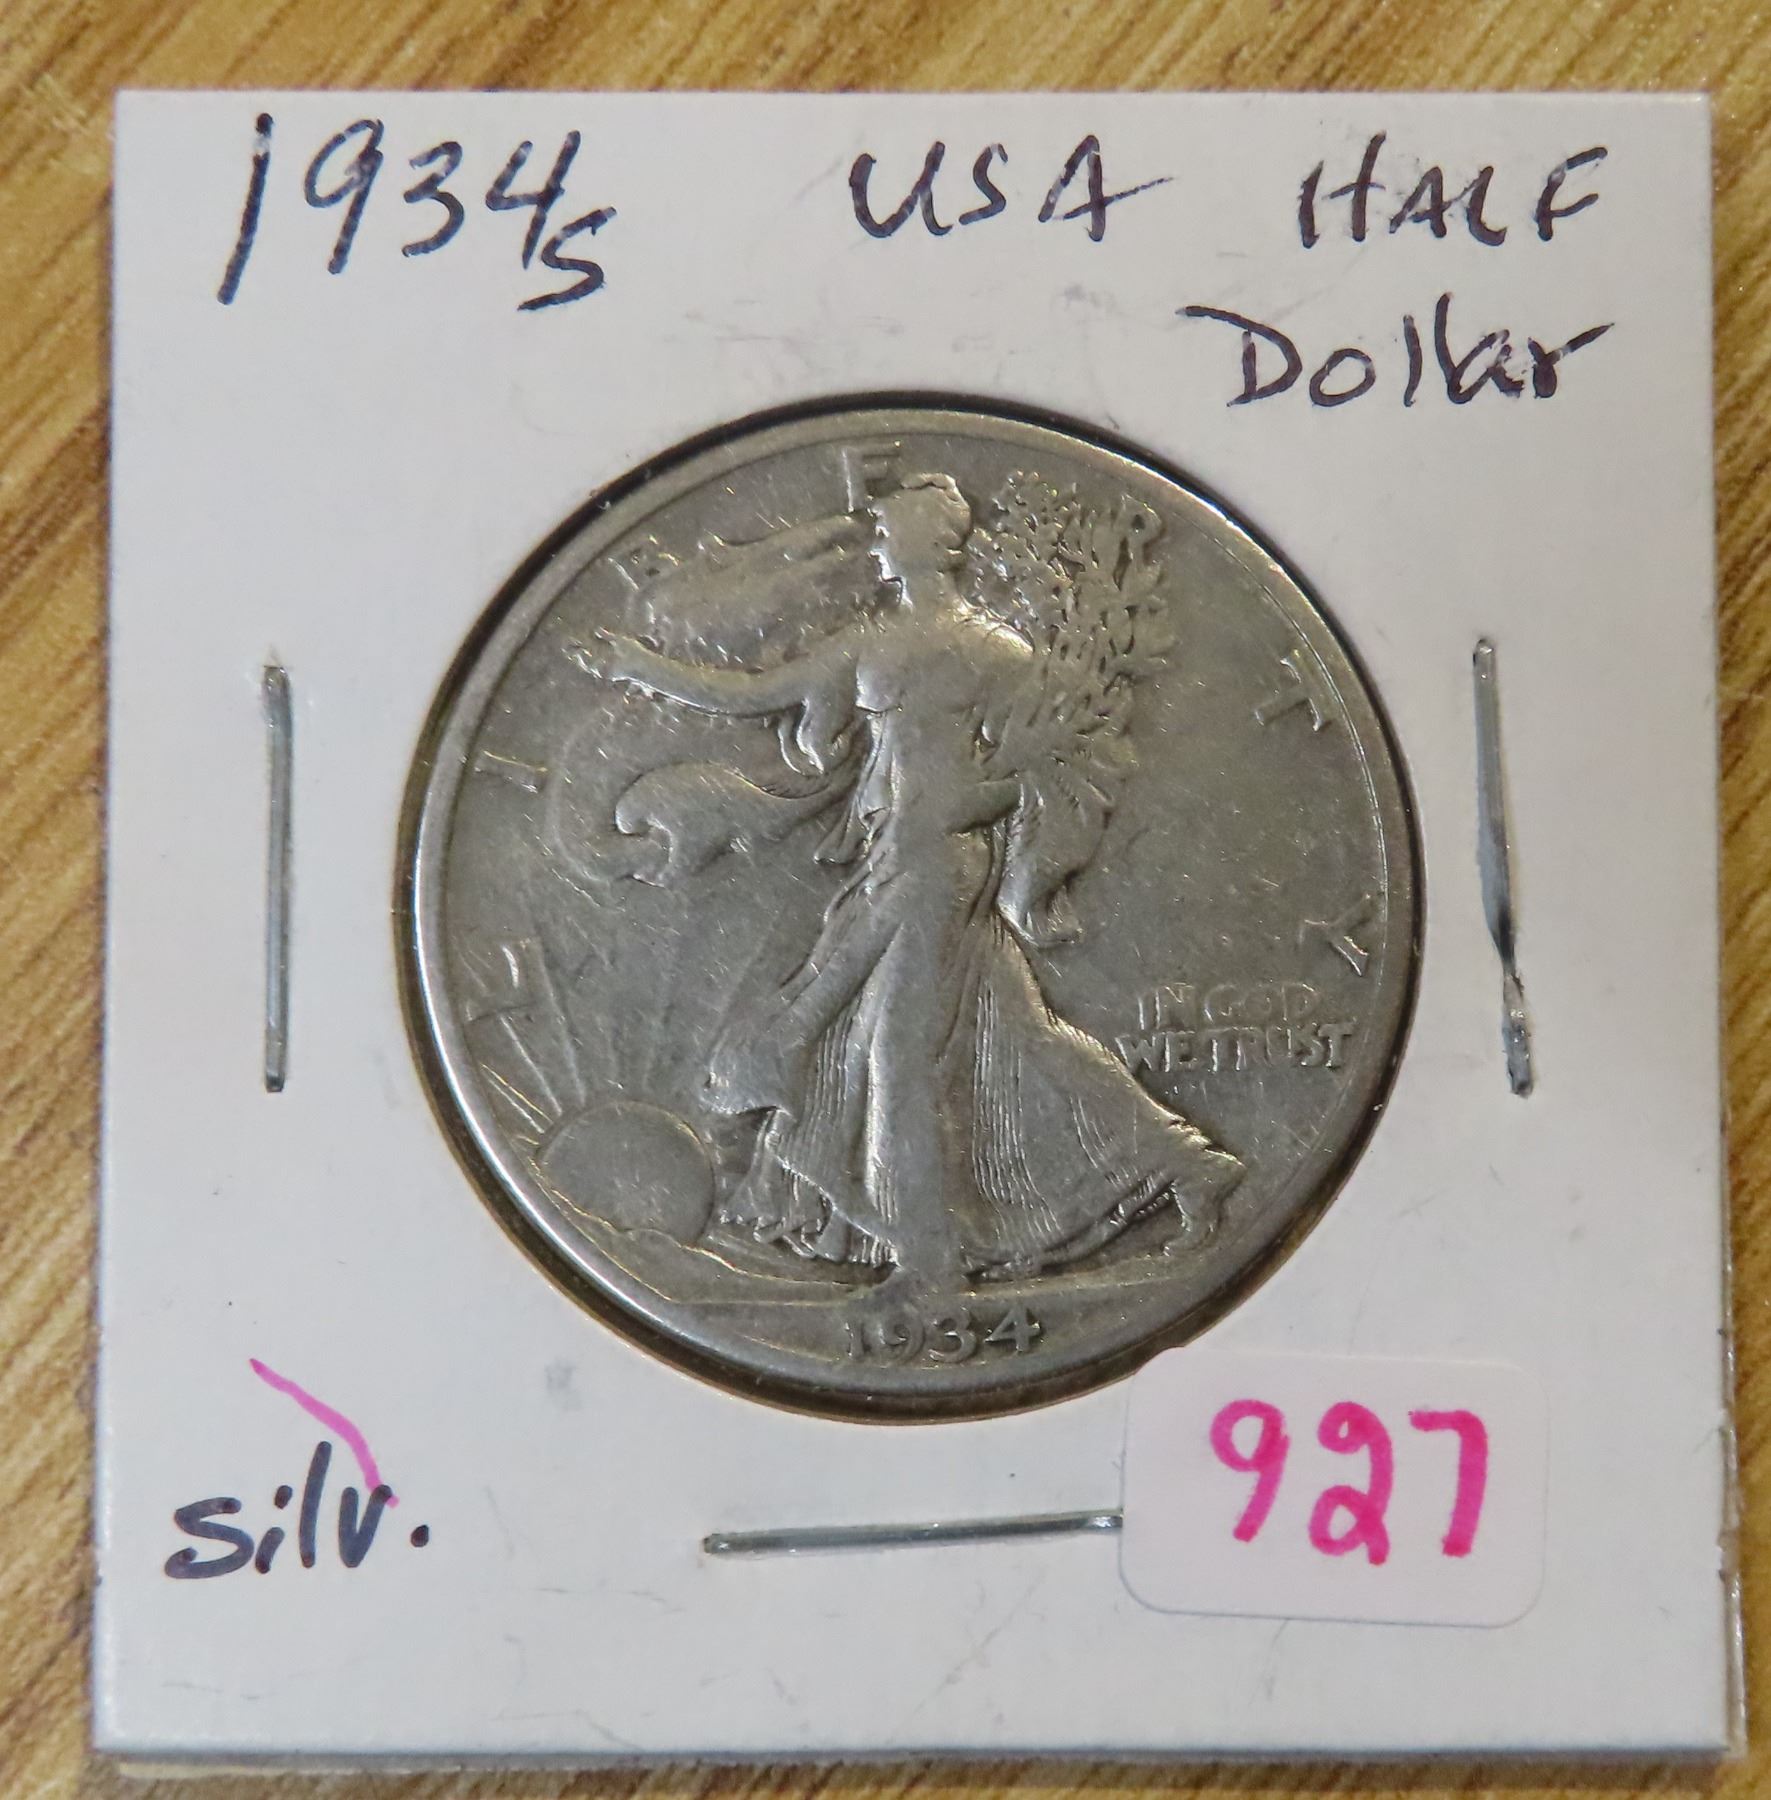 1934/S USA HALF
Dollar
LIBERTY
IN GOD
WE TRUST
1934
silv.
927